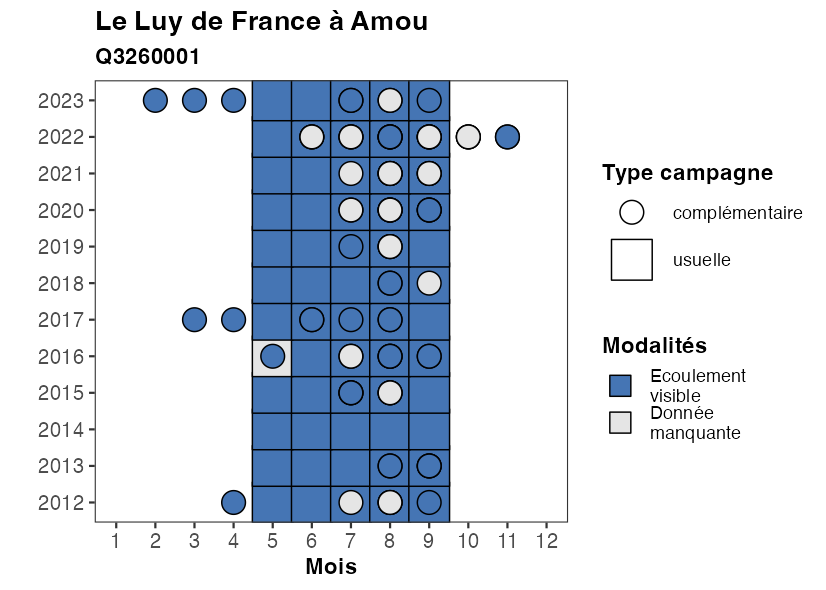 Le Luy de France à Amou
Q3260001
2023
2022
2021
2020
2019
2018
2017
2016
2015
2014
2013
2012
1 2 3 4 5 6 7 8 9 10 11 12
Mois
Type campagne
complémentaire
usuelle
Modalités
Ecoulement
visible
Donnée
manquante